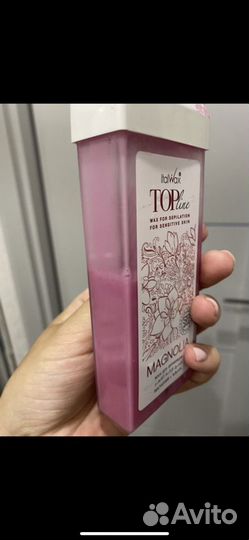 ItalWax
TOP line
WAX FOR DEPILATION
FOR SENSITIVE SKIN
MAGNOLIA
Avito